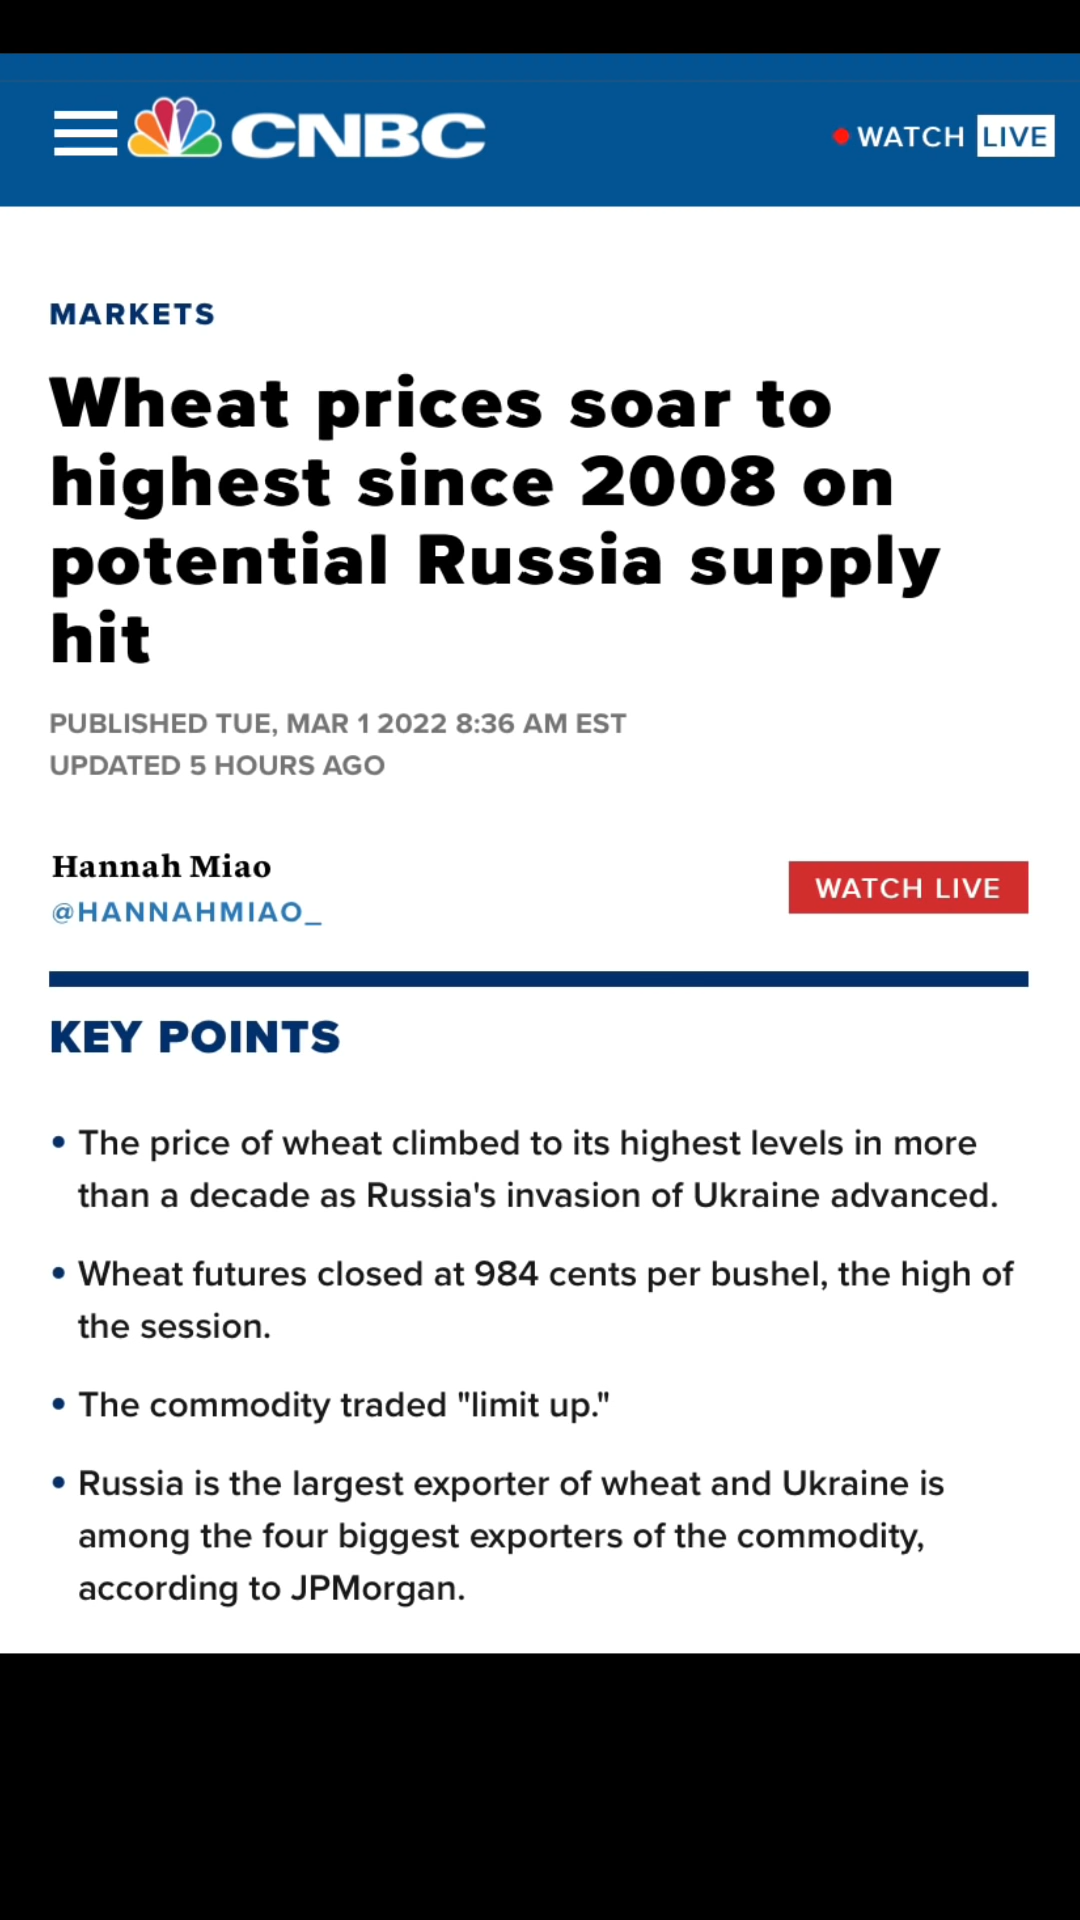 CNBC
WATCH LIVE
MARKETS
Wheat prices soar to
highest since 2008 on
potential Russia supply
hit
PUBLISHED TUE, MAR 1 2022 8:36 AM EST
UPDATED 5 HOURS AGO
Hannah Miao
@HANNAHMIAO_
WATCH LIVE
KEY POINTS
• The price of wheat climbed to its highest levels in more
than a decade as Russia's invasion of Ukraine advanced.
• Wheat futures closed at 984 cents per bushel, the high of
the session.
• The commodity traded "limit up."
• Russia is the largest exporter of wheat and Ukraine is
among the four biggest exporters of the commodity,
according to JPMorgan.